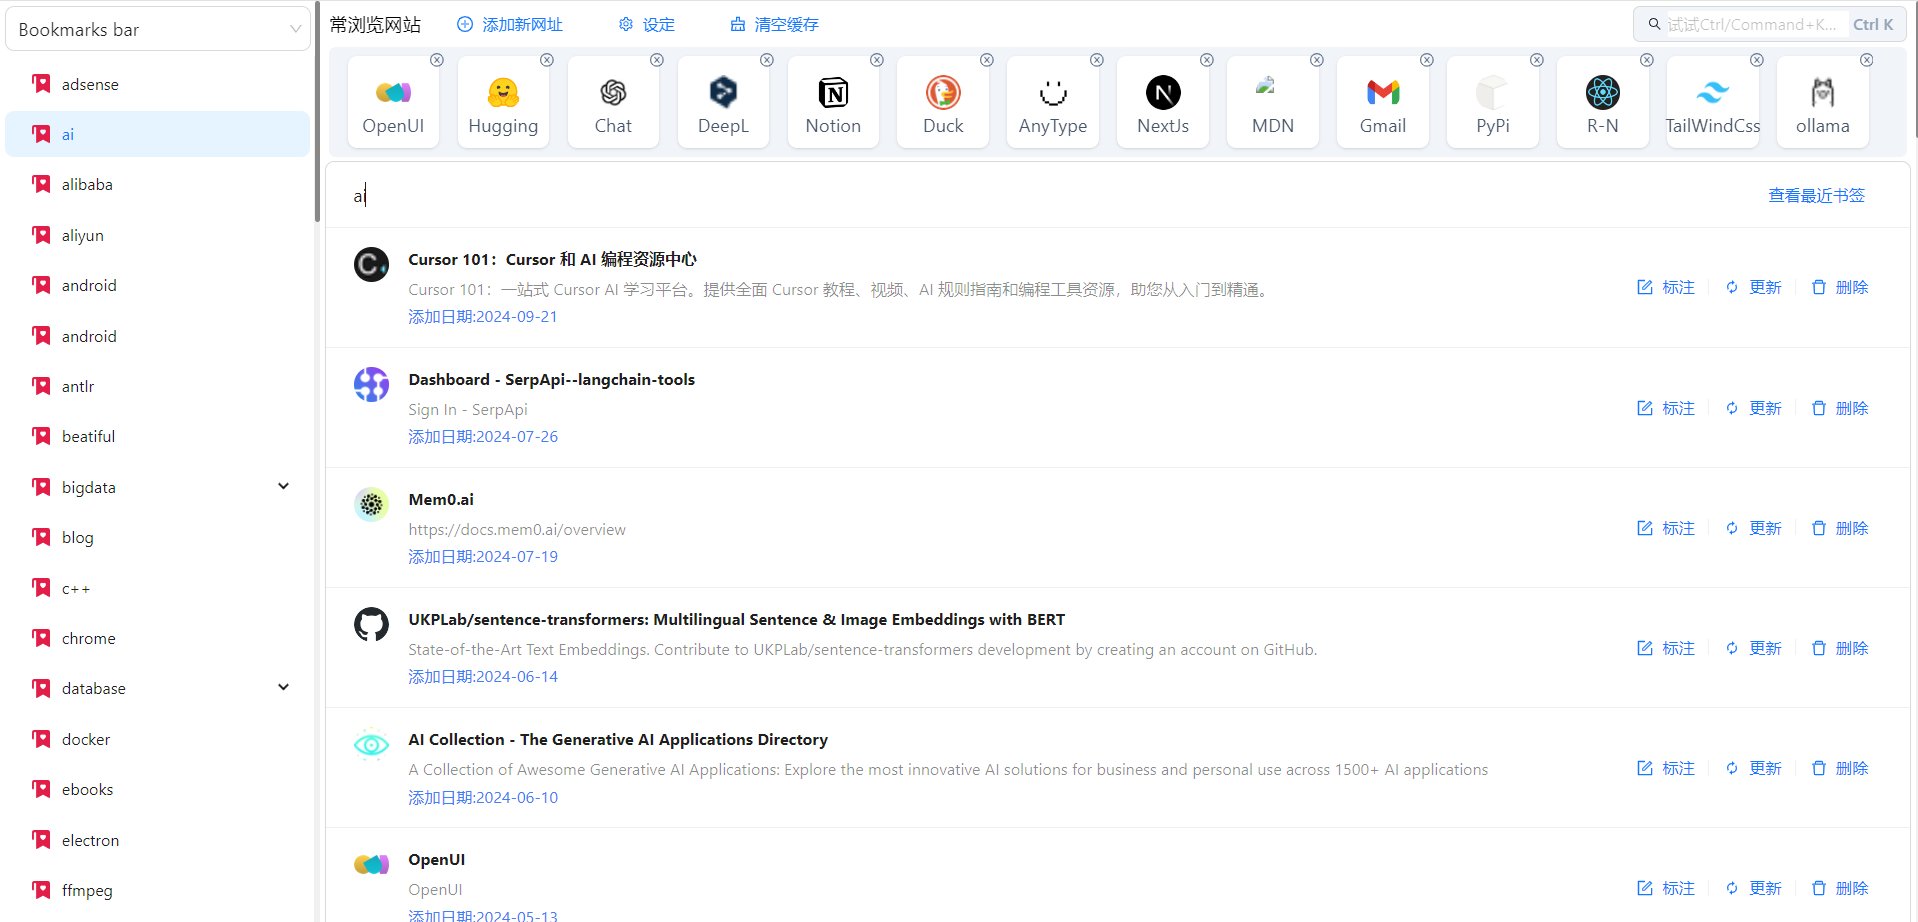 Bookmarks bar
adsense
ai
alibaba
aliyun
android
android
antlr
beatiful
bigdata
blog
c++
chrome
database
docker
ebooks
electron
ffmpeg
常浏览网站
添加新网址
设定
清空缓存
试试Ctrl/Command+K...
Ctrl K
OpenUI
Hugging
Chat
DeepL
Notion
Duck
AnyType
NextJs
MDN
Gmail
PyPi
R-N
TailWindCss
ollama
ai
查看最近书签
Cursor 101：Cursor 和 AI 编程资源中心
Cursor 101：一站式 Cursor AI 学习平台。提供全面 Cursor 教程、视频、AI 规则指南和编程工具资源，助您从入门到精通。
添加日期:2024-09-21
标注 更新 删除
Dashboard - SerpApi--langchain-tools
Sign In - SerpApi
添加日期:2024-07-26
标注 更新 删除
Mem0.ai
https://docs.mem0.ai/overview
添加日期:2024-07-19
标注 更新 删除
UKPLab/sentence-transformers: Multilingual Sentence & Image Embeddings with BERT
State-of-the-Art Text Embeddings. Contribute to UKPLab/sentence-transformers development by creating an account on GitHub.
添加日期:2024-06-14
标注 更新 删除
AI Collection - The Generative AI Applications Directory
A Collection of Awesome Generative AI Applications: Explore the most innovative AI solutions for business and personal use across 1500+ AI applications
添加日期:2024-06-10
标注 更新 删除
OpenUI
OpenUI
添加日期:2024-05-13
标注 更新 删除